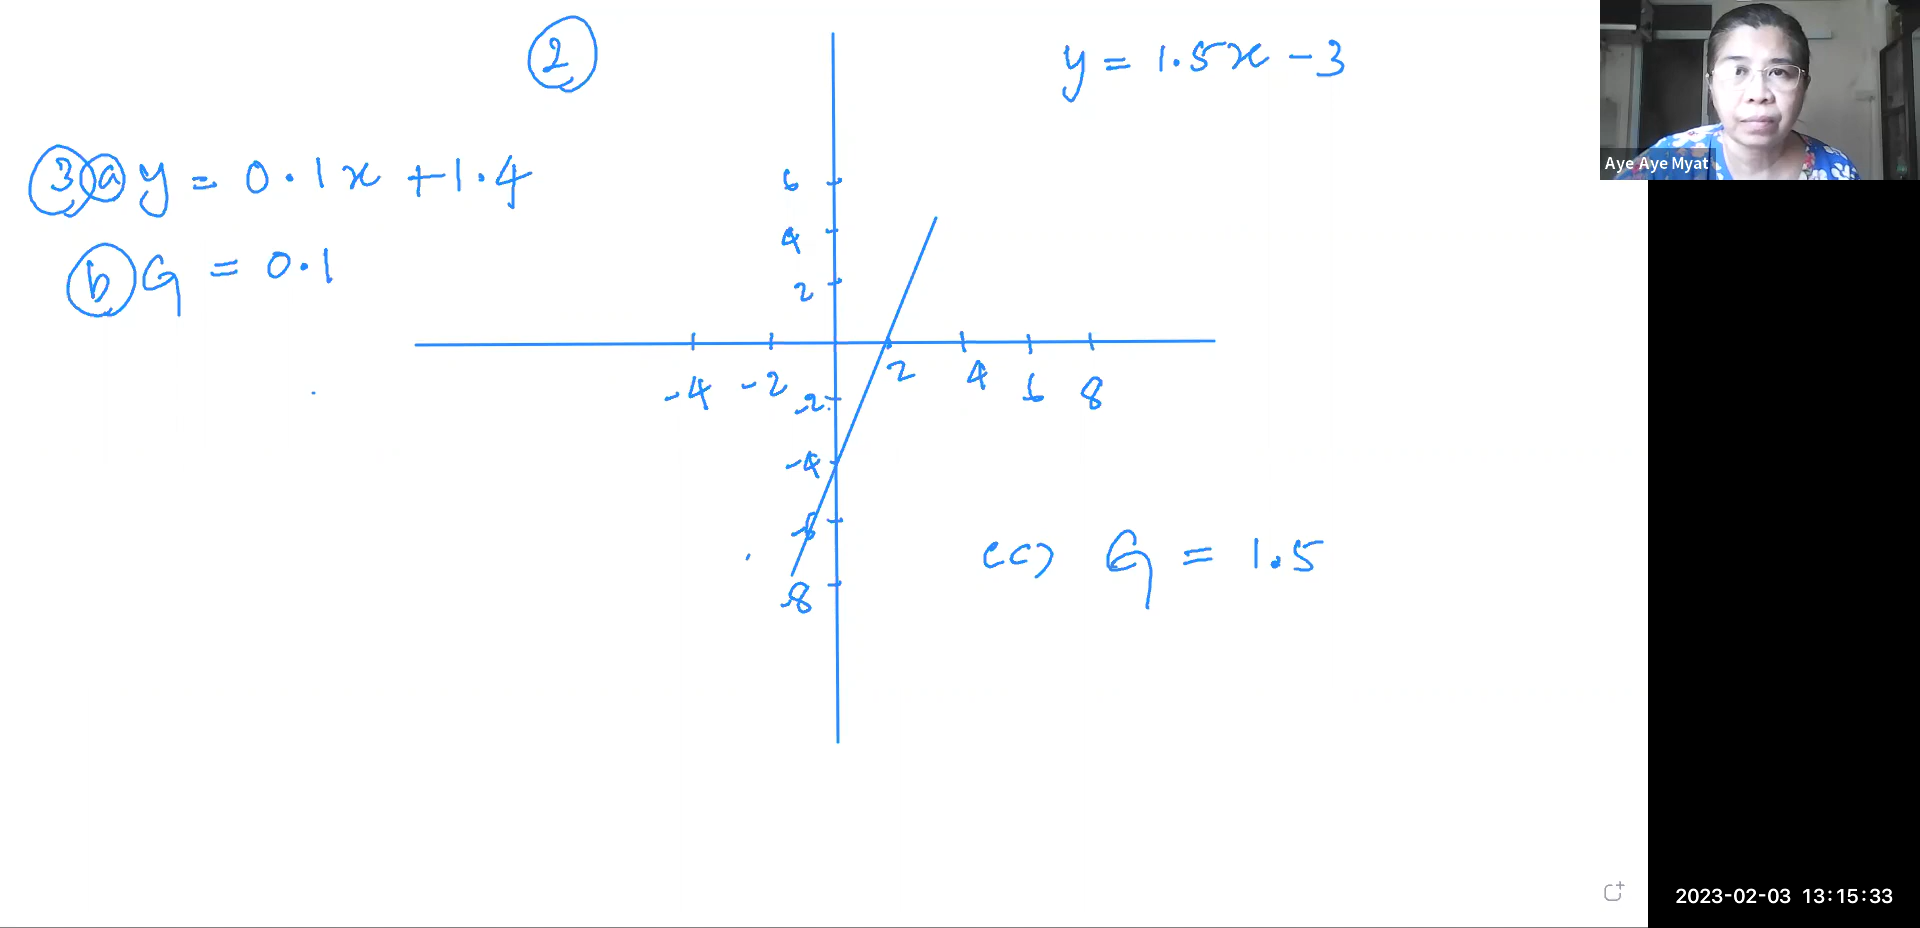 2
y = 1.5x - 3
Aye Aye Myat
3 a y = 0.1x + 1.4
b G = 0.1
6
4
2
-4 -2 2 4 6 8
-2
-4
-6
-8
(c) G = 1.5
2023-02-03 13:15:33